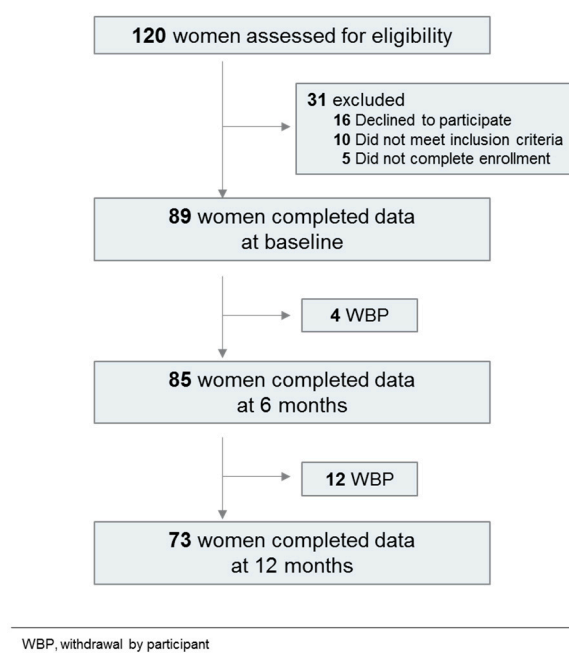 120 women assessed for eligibility
31 excluded
16 Declined to participate
10 Did not meet inclusion criteria
5 Did not complete enrollment
89 women completed data
at baseline
4 WBP
85 women completed data
at 6 months
12 WBP
73 women completed data
at 12 months
WBP, withdrawal by participant